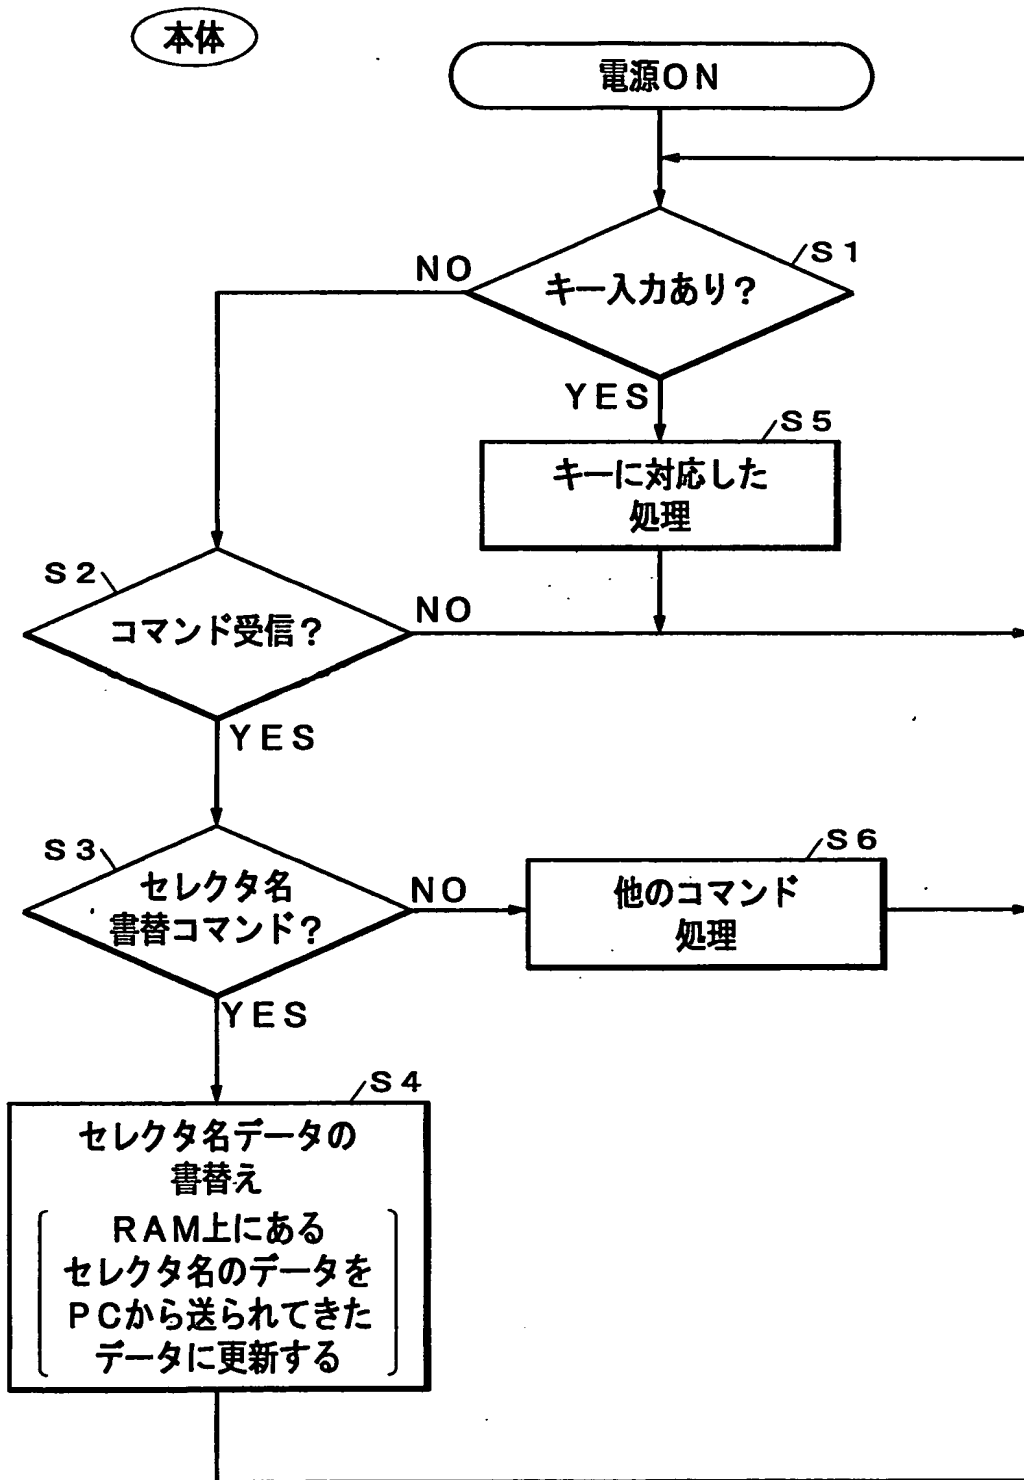 本体
電源ON
S1
NO
キー入力あり？
YES
S5
キーに対応した
処理
S2
コマンド受信？
NO
YES
S3
セレクタ名
書替コマンド？
NO
S6
他のコマンド
処理
YES
S4
セレクタ名データの
書替え
RAM上にある
セレクタ名のデータを
PCから送られてきた
データに更新する